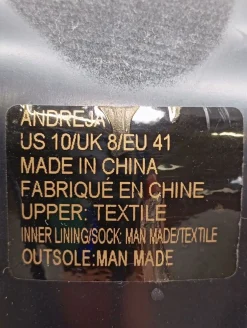 ANDREJA
US 10/UK 8/EU 41
MADE IN CHINA
FABRIQUÉ EN CHINE
UPPER: TEXTILE
INNER LINING/SOCK: MAN MADE/TEXTILE
OUTSOLE:MAN MADE